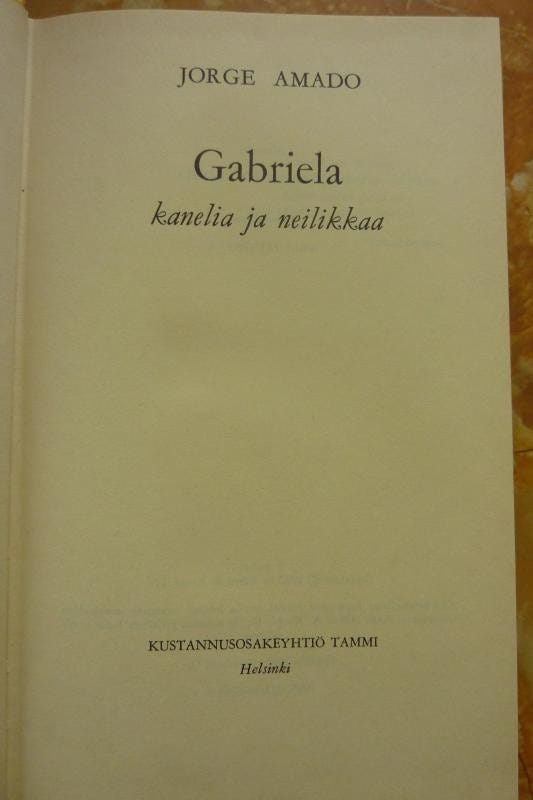 JORGE AMADO
Gabriela
kanelia ja neilikkaa
KUSTANNUSOSAKEYHTIÖ TAMMI
Helsinki